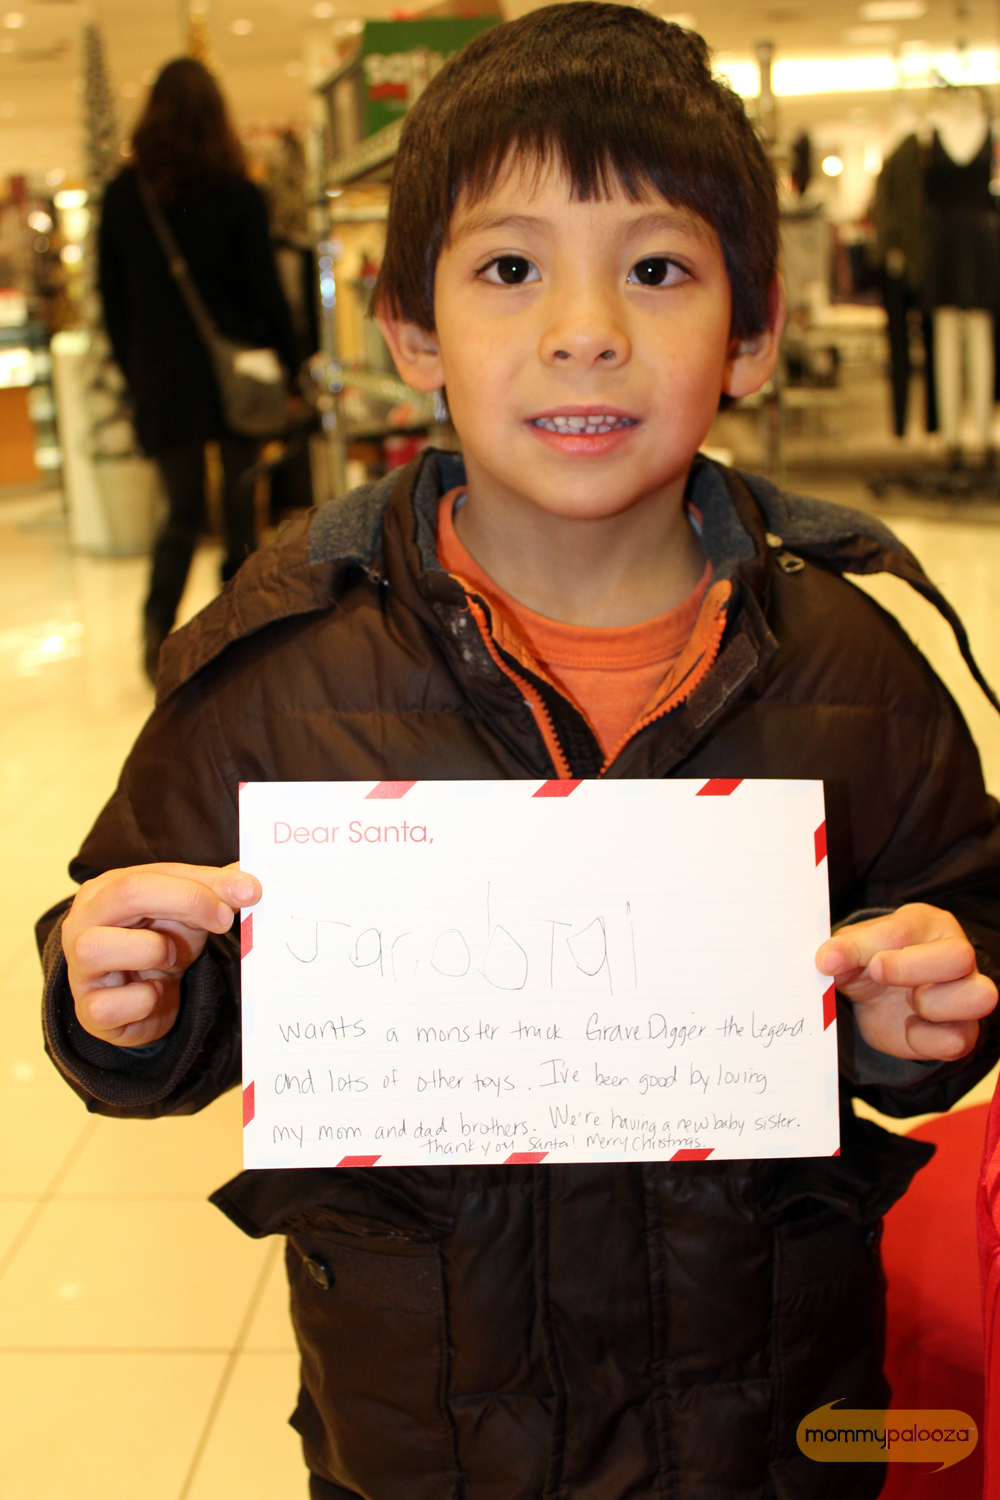 Dear Santa,
wants a monster truck Grave Digger the Legend.
and lots of other toys. I've been good by loving
my mom and dad brothers. We're having a new baby sister.
Thank you Santa! Merry Christmas.
mommypalooza